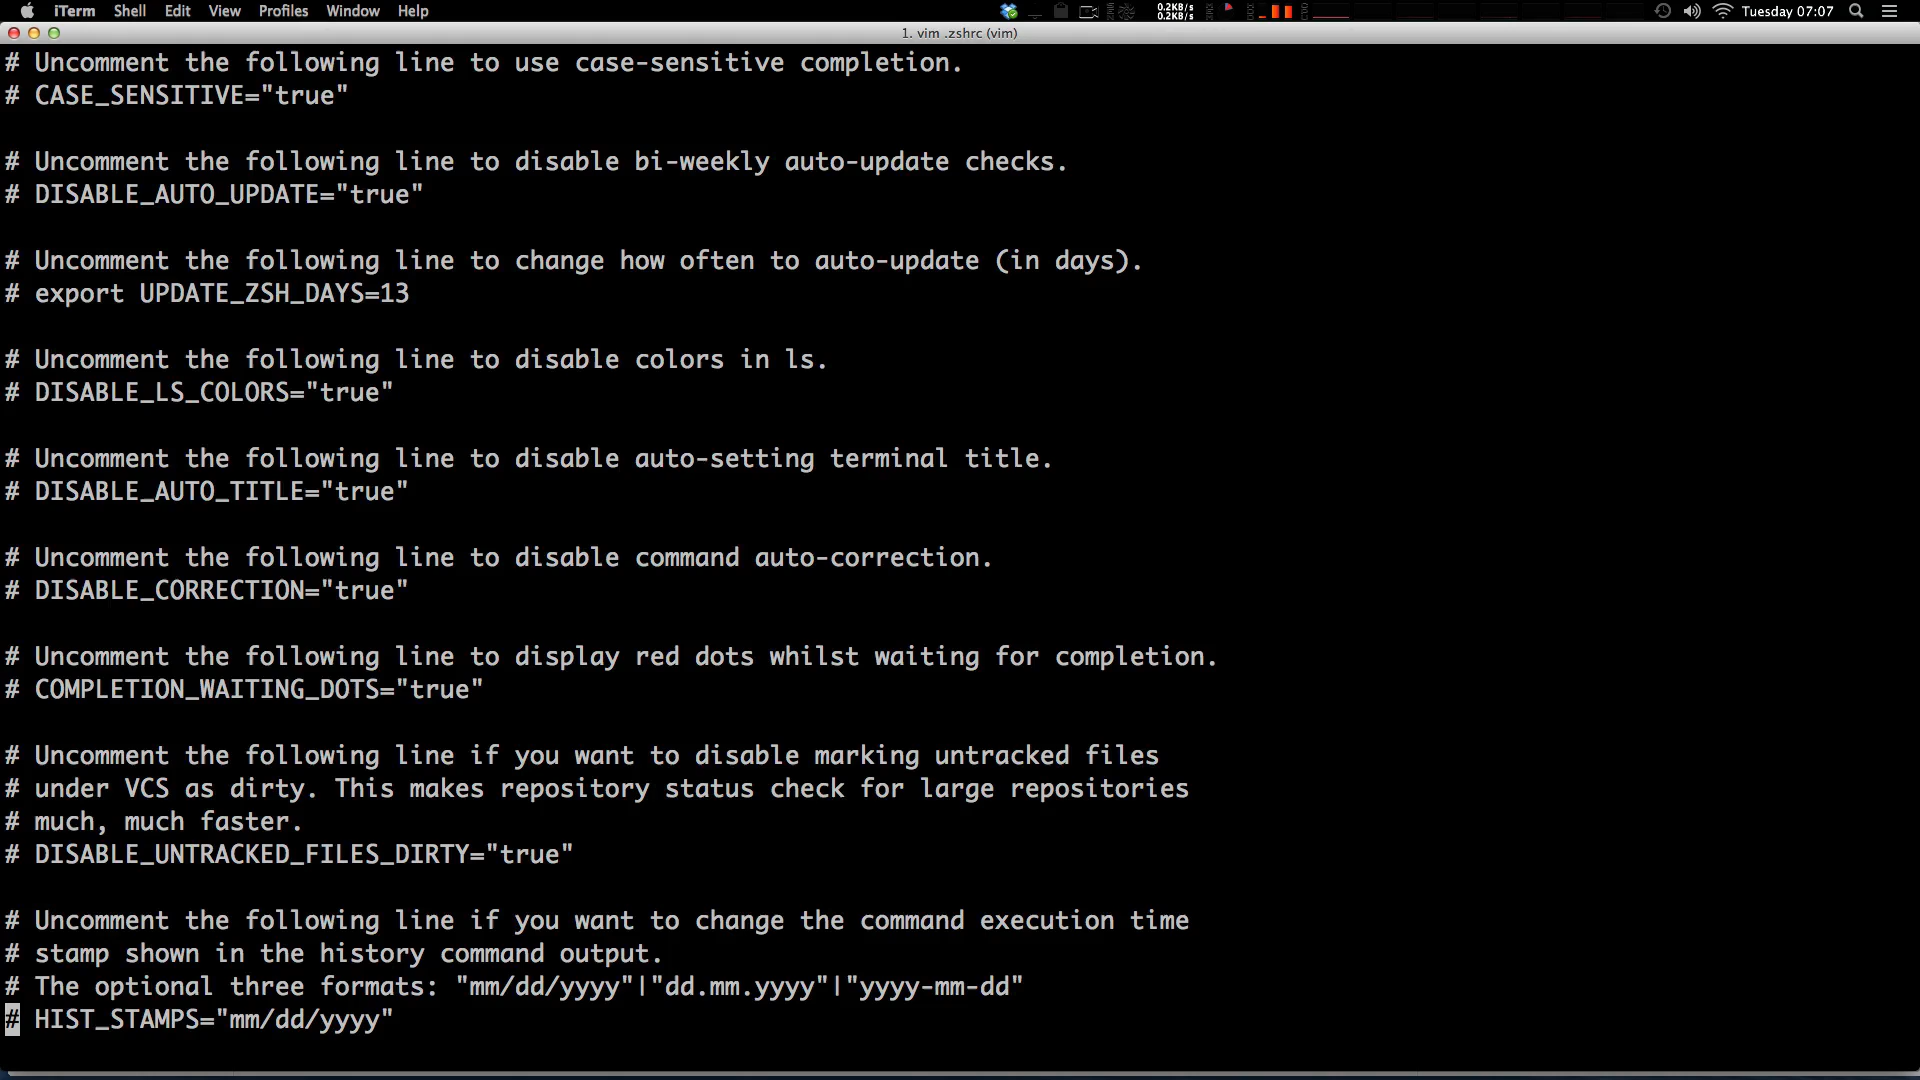 iTerm Shell Edit View Profiles Window Help 0.2KB/s 0.2KB/s Tuesday 07:07
1. vim .zshrc (vim)
# Uncomment the following line to use case-sensitive completion.
# CASE_SENSITIVE="true"
# Uncomment the following line to disable bi-weekly auto-update checks.
# DISABLE_AUTO_UPDATE="true"
# Uncomment the following line to change how often to auto-update (in days).
# export UPDATE_ZSH_DAYS=13
# Uncomment the following line to disable colors in ls.
# DISABLE_LS_COLORS="true"
# Uncomment the following line to disable auto-setting terminal title.
# DISABLE_AUTO_TITLE="true"
# Uncomment the following line to disable command auto-correction.
# DISABLE_CORRECTION="true"
# Uncomment the following line to display red dots whilst waiting for completion.
# COMPLETION_WAITING_DOTS="true"
# Uncomment the following line if you want to disable marking untracked files
# under VCS as dirty. This makes repository status check for large repositories
# much, much faster.
# DISABLE_UNTRACKED_FILES_DIRTY="true"
# Uncomment the following line if you want to change the command execution time
# stamp shown in the history command output.
# The optional three formats: "mm/dd/yyyy"|"dd.mm.yyyy"|"yyyy-mm-dd"
# HIST_STAMPS="mm/dd/yyyy"